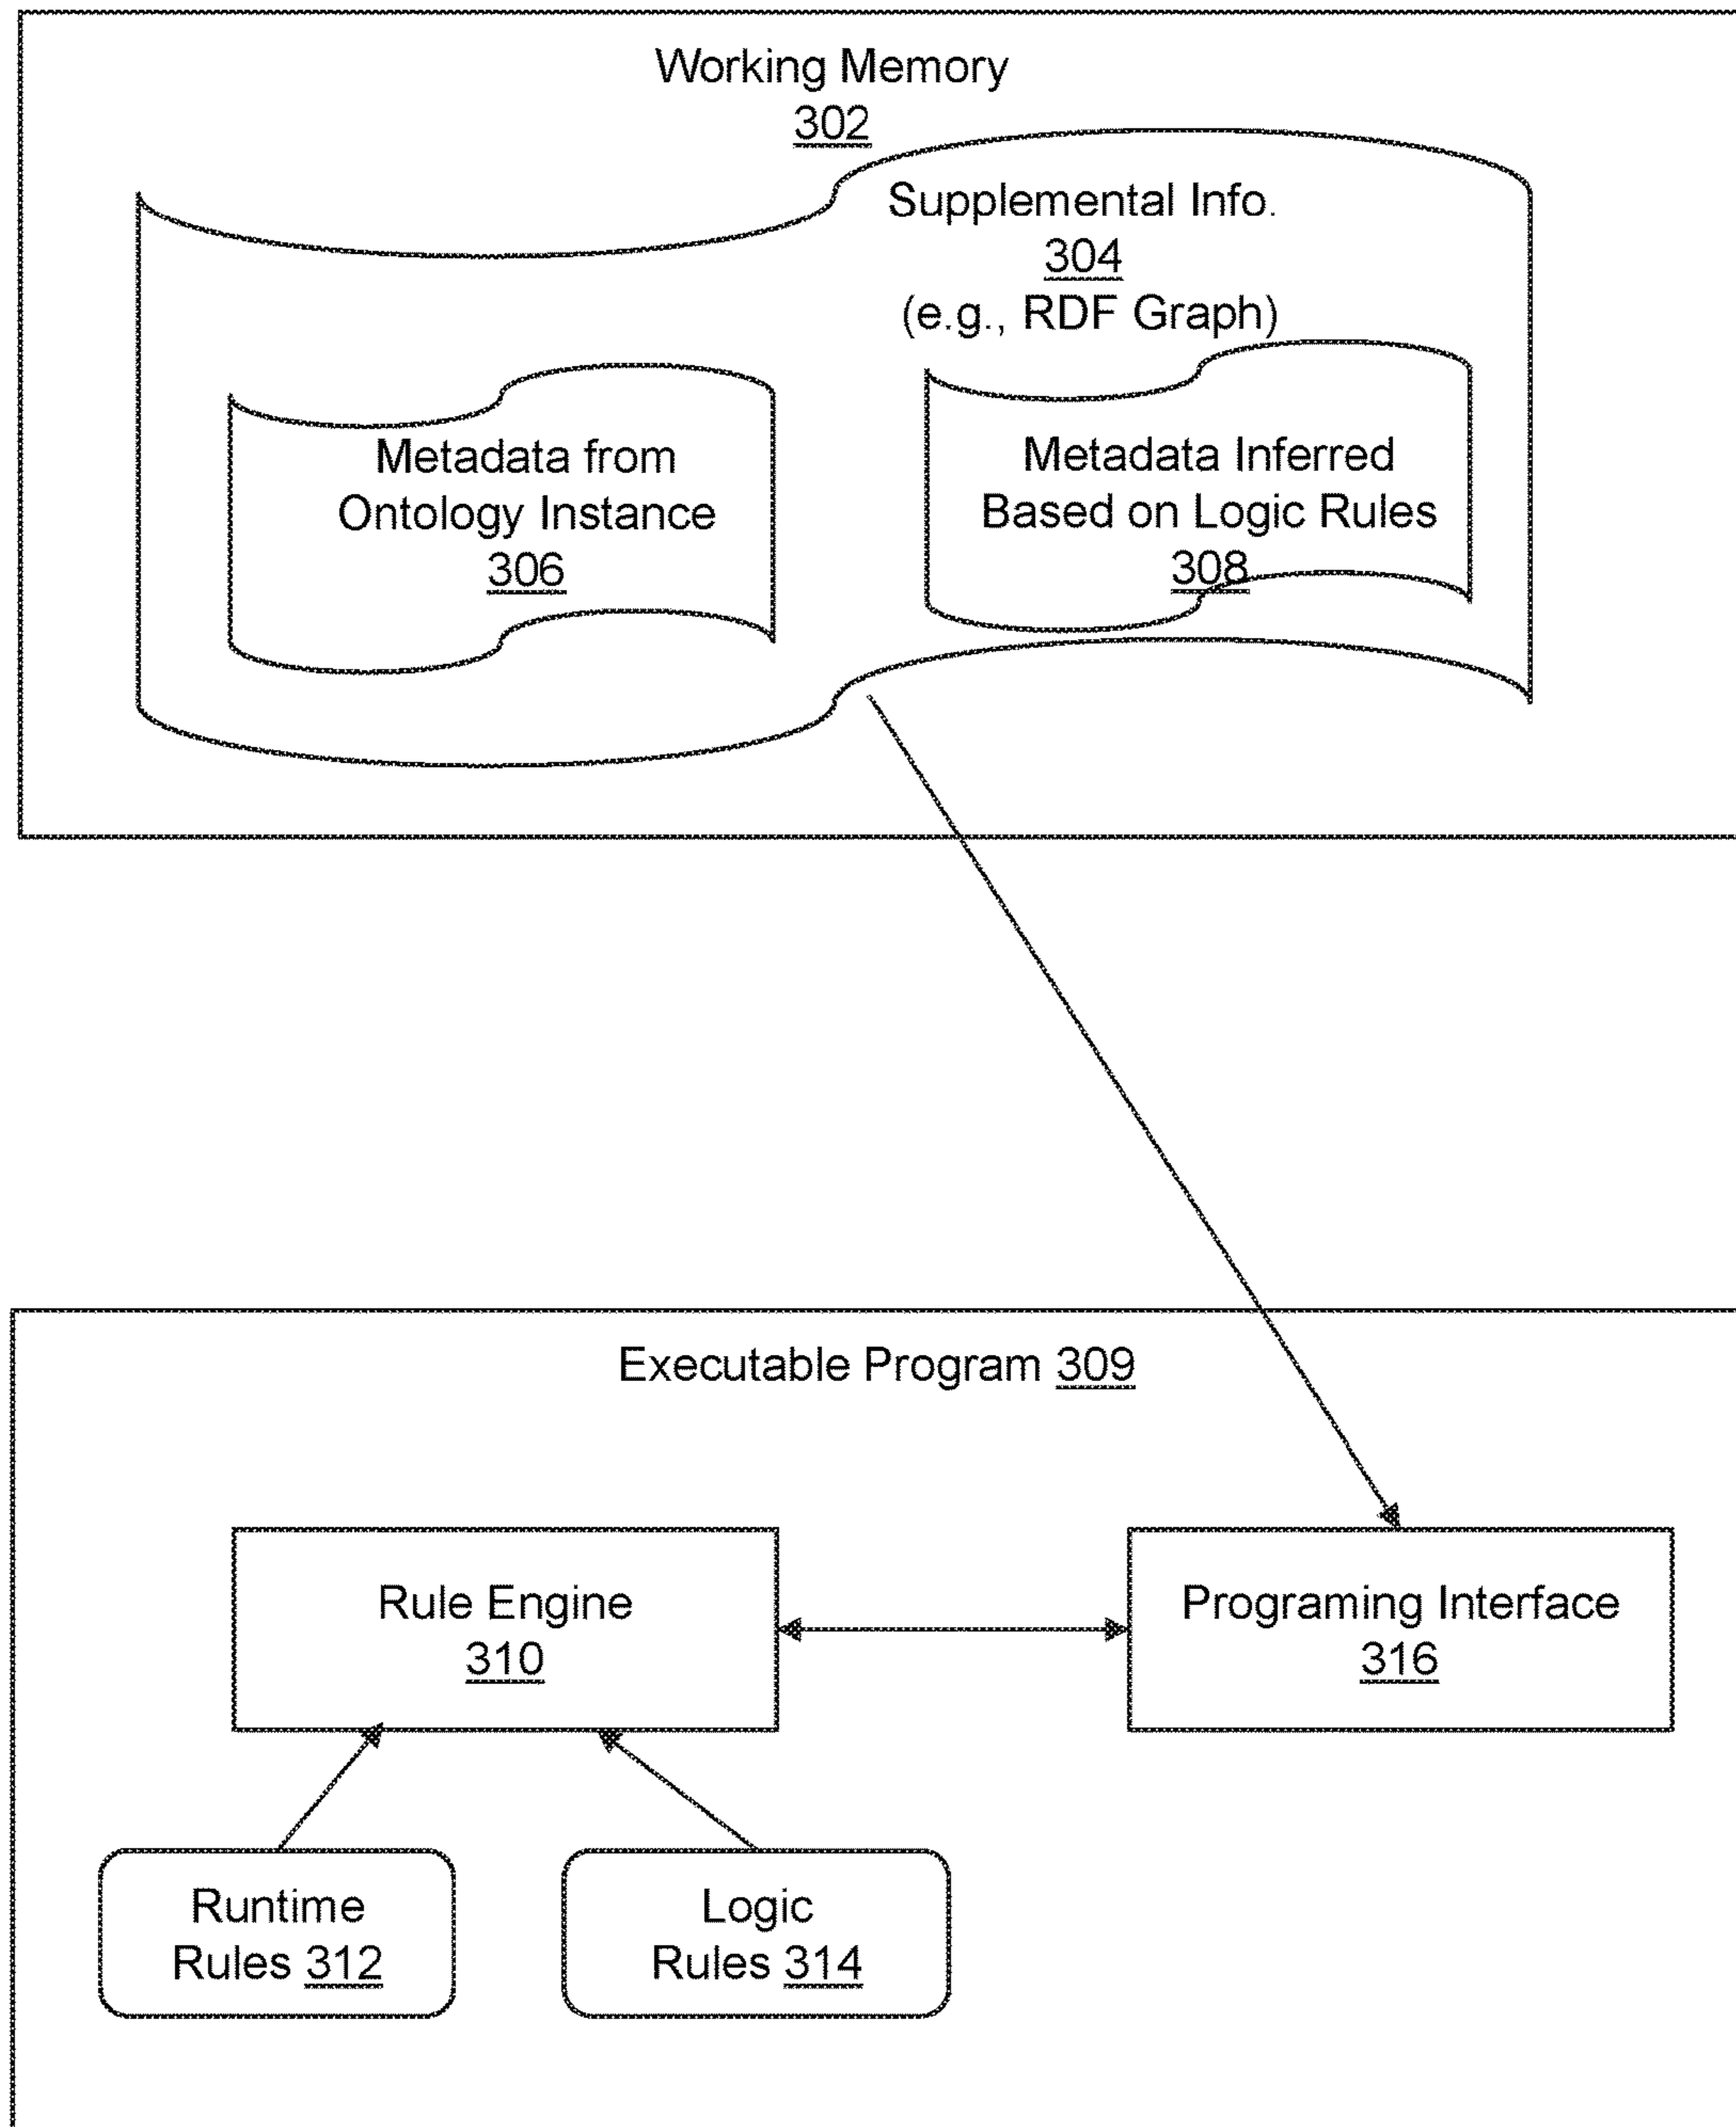 Working Memory
302
Supplemental Info.
304
(e.g., RDF Graph)
Metadata from
Ontology Instance
306
Metadata Inferred
Based on Logic Rules
308
Executable Program 309
Rule Engine
310
Programing Interface
316
Runtime
Rules 312
Logic
Rules 314